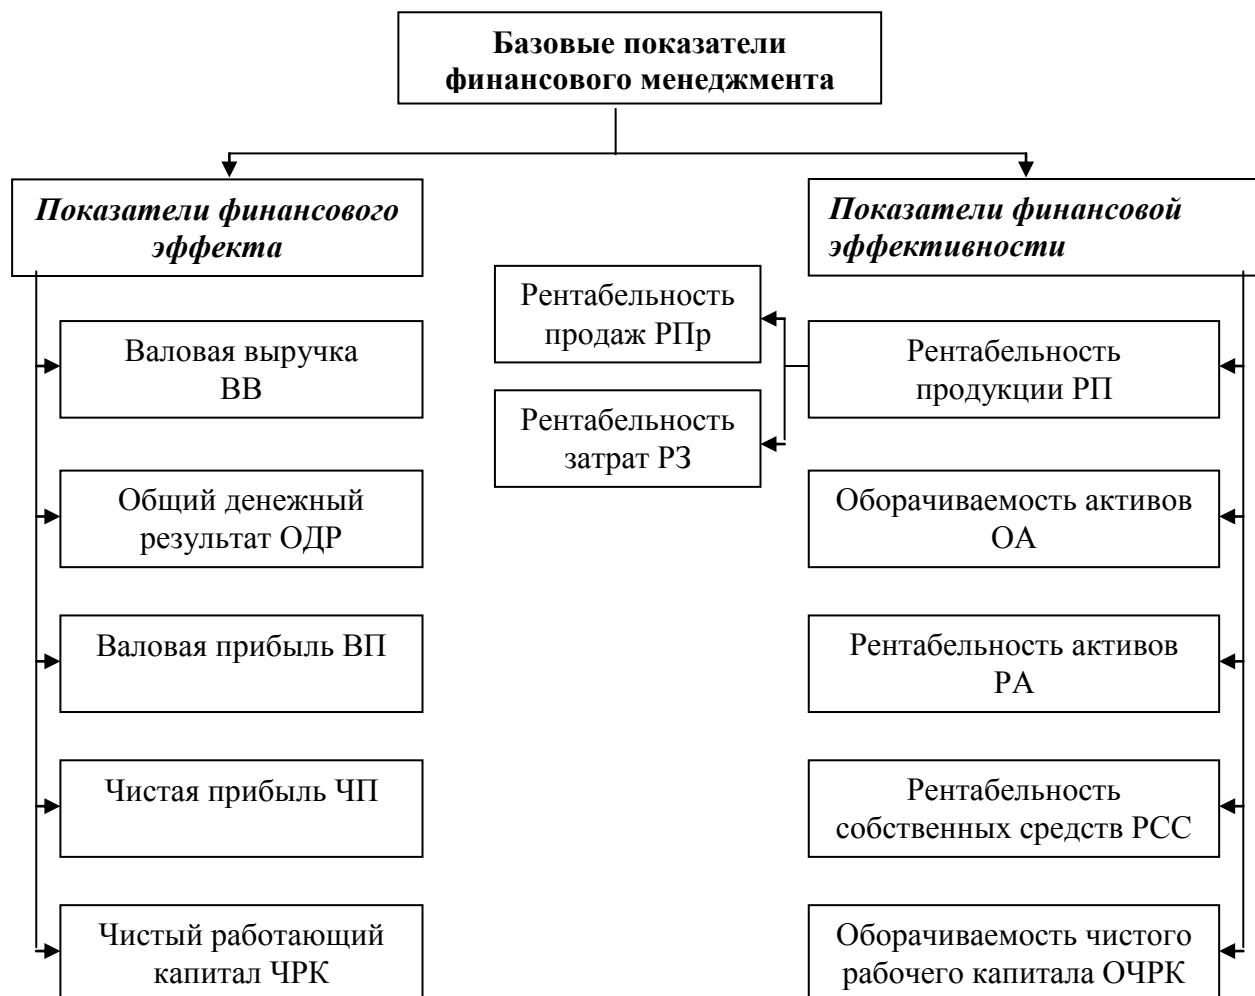 Базовые показатели
финансового менеджмента
Показатели финансового
эффекта
Валовая выручка
ВВ
Общий денежный
результат ОДР
Валовая прибыль ВП
Чистая прибыль ЧП
Чистый работающий
капитал ЧРК
Показатели финансовой
эффективности
Рентабельность
продаж РПр
Рентабельность
затрат РЗ
Рентабельность
продукции РП
Оборачиваемость активов
ОА
Рентабельность активов
РА
Рентабельность
собственных средств РСС
Оборачиваемость чистого
рабочего капитала ОЧРК